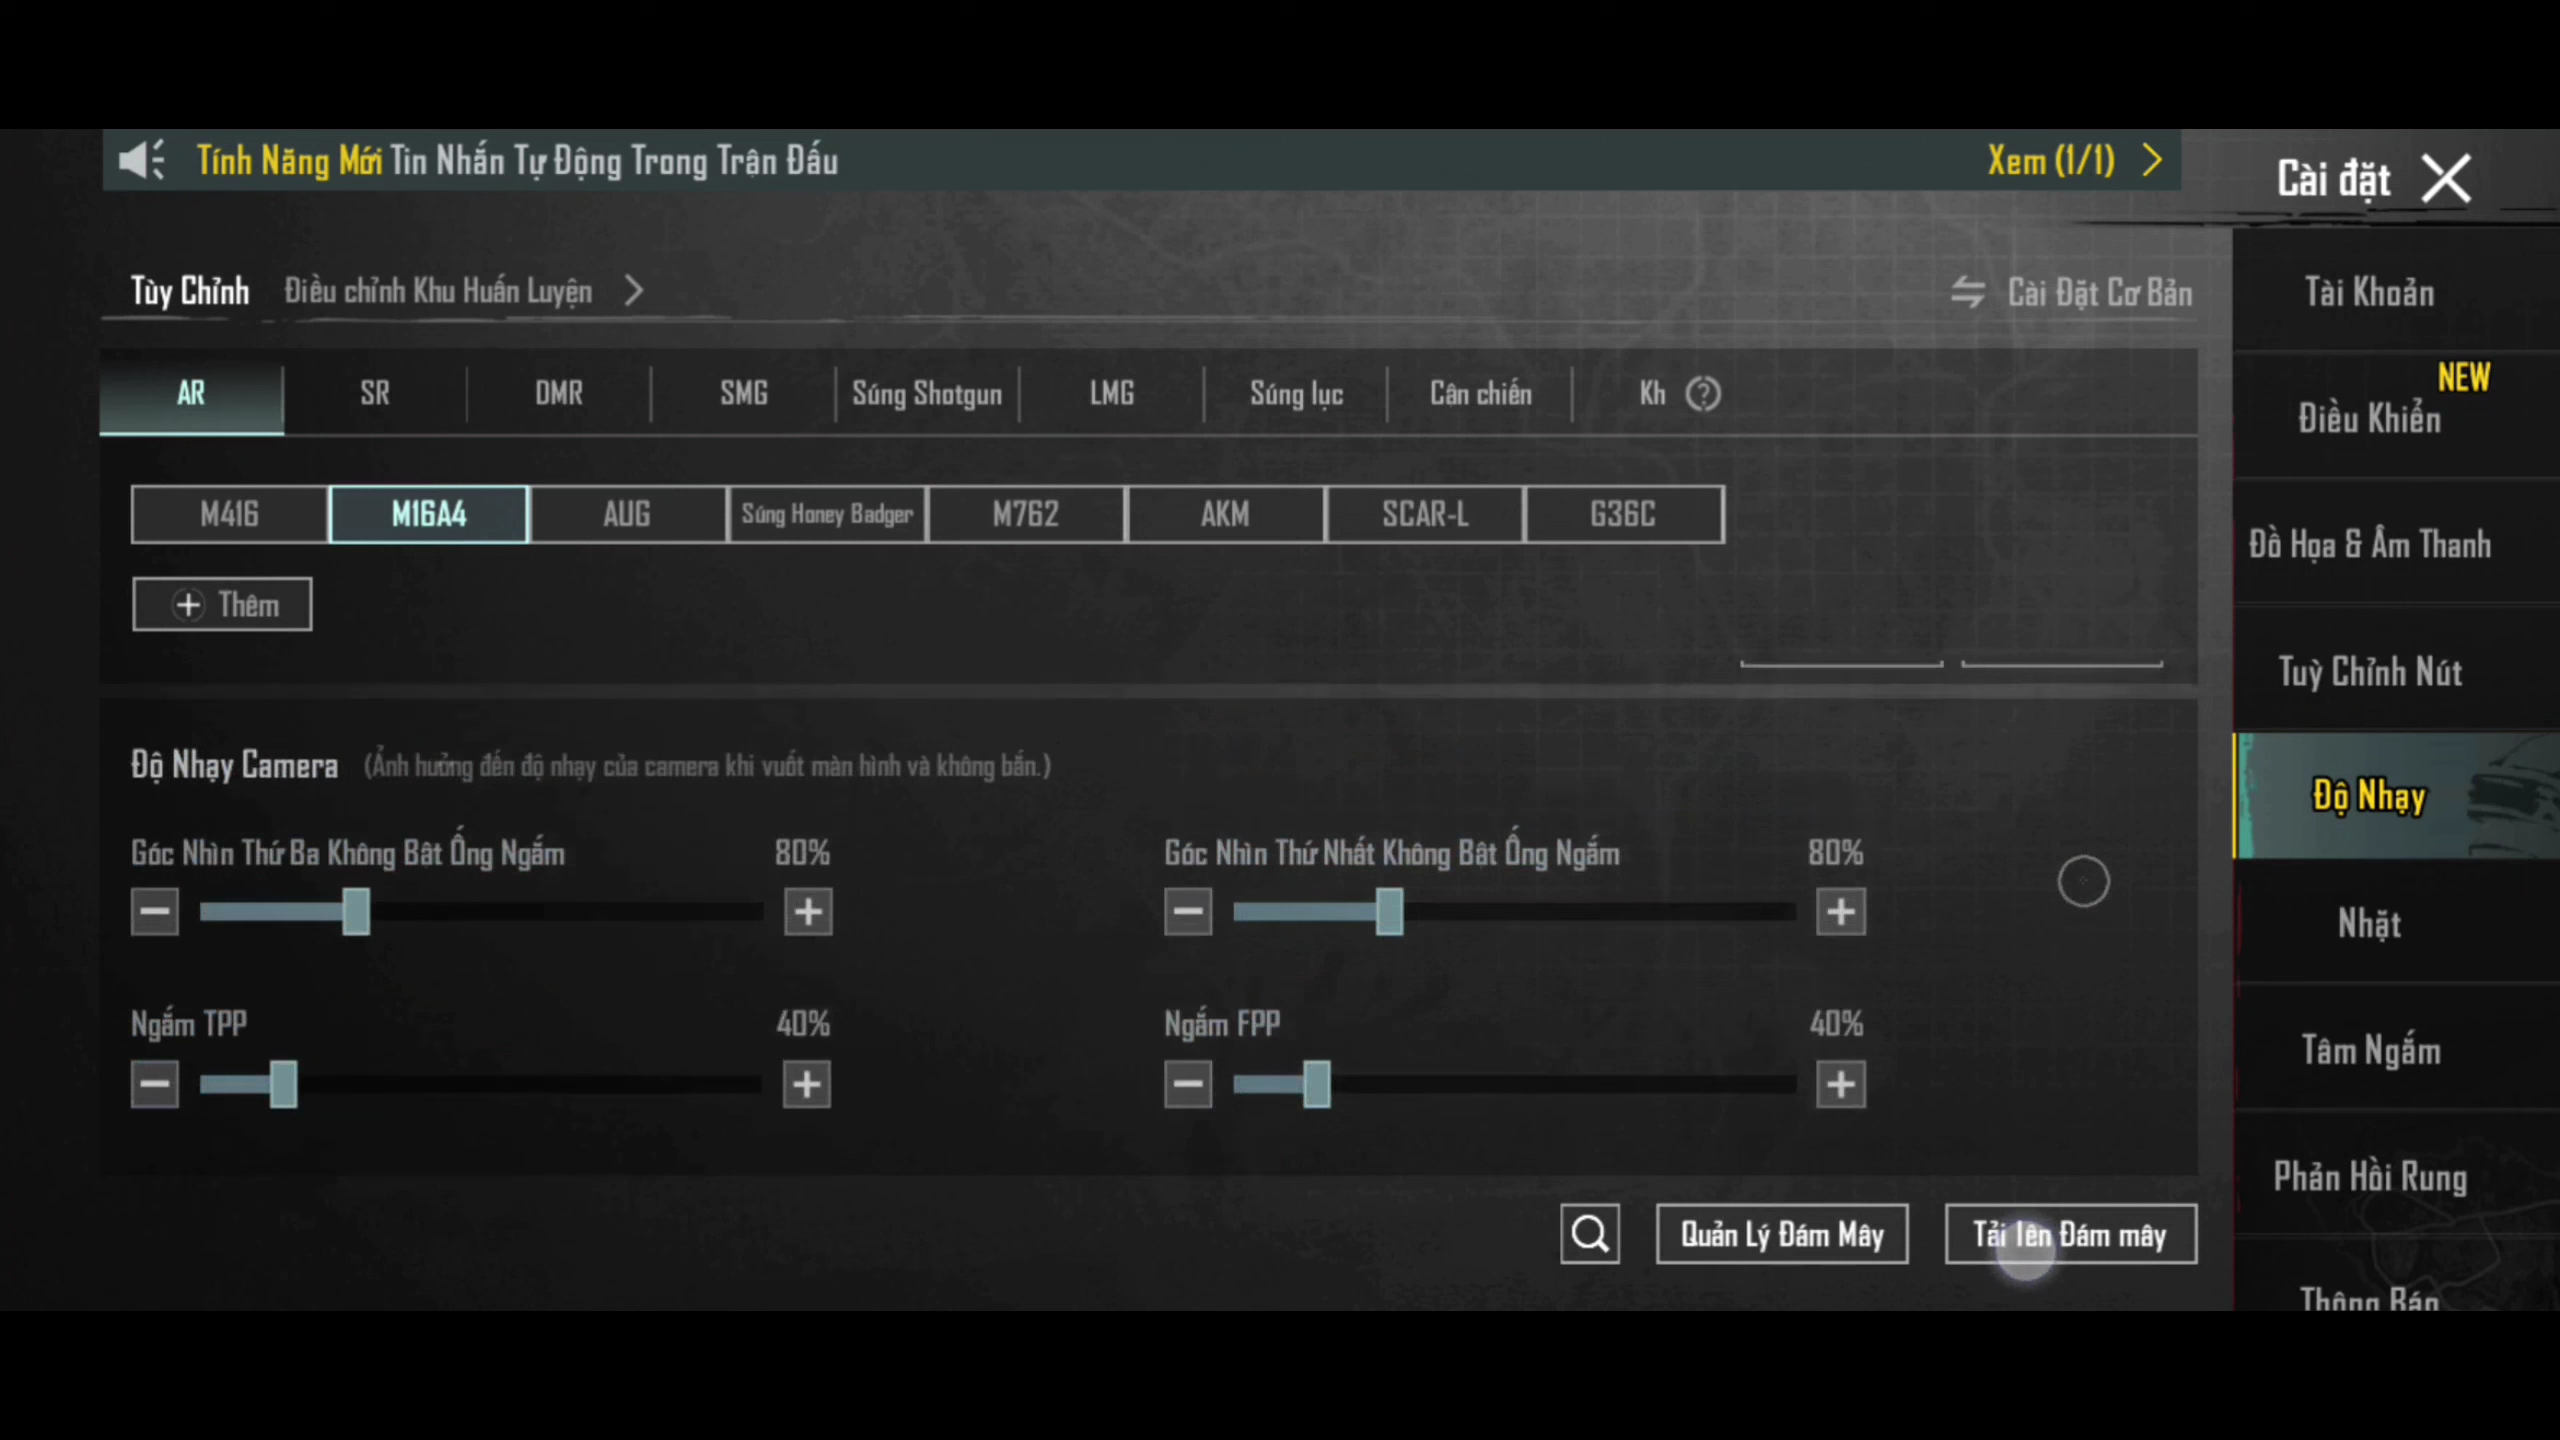 Tính Năng Mới Tin Nhắn Tự Động Trong Trận Đấu
Xem (1/1)
Cài đặt
Tùy Chỉnh
Điều chỉnh Khu Huấn Luyện
Cài Đặt Cơ Bản
AR
SR
DMR
SMG
Súng Shotgun
LMG
Súng lục
Cận chiến
Kh
M416
M16A4
AUG
Súng Honey Badger
M762
AKM
SCAR-L
G36C
Thêm
Độ Nhạy Camera (Ảnh hưởng đến độ nhạy của camera khi vuốt màn hình và không bắn.)
Góc Nhìn Thứ Ba Không Bật Ống Ngắm 80%
Góc Nhìn Thứ Nhất Không Bật Ống Ngắm 80%
Ngắm TPP 40%
Ngắm FPP 40%
Quản Lý Đám Mây
Tải lên Đám mây
Tài Khoản
NEW
Điều Khiển
Đồ Họa & Âm Thanh
Tuỳ Chỉnh Nút
Độ Nhạy
Nhặt
Tâm Ngắm
Phản Hồi Rung
Thông Báo